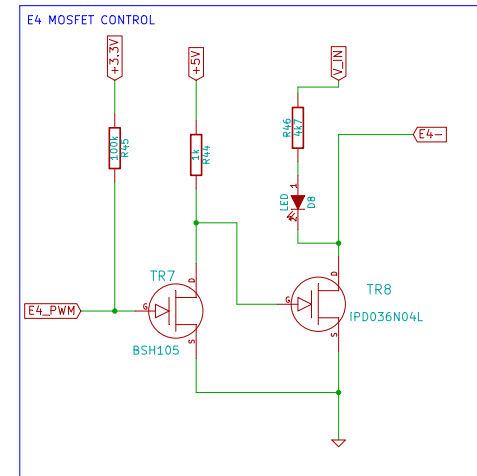 E4 MOSFET CONTROL
+3.3V
+5V
V_IN
100k
R45
1k
R44
R46
4k7
E4-
1
LED
D8
2
TR7
D
G
S
BSH105
E4_PWM
D
G
S
TR8
IPD036N04L